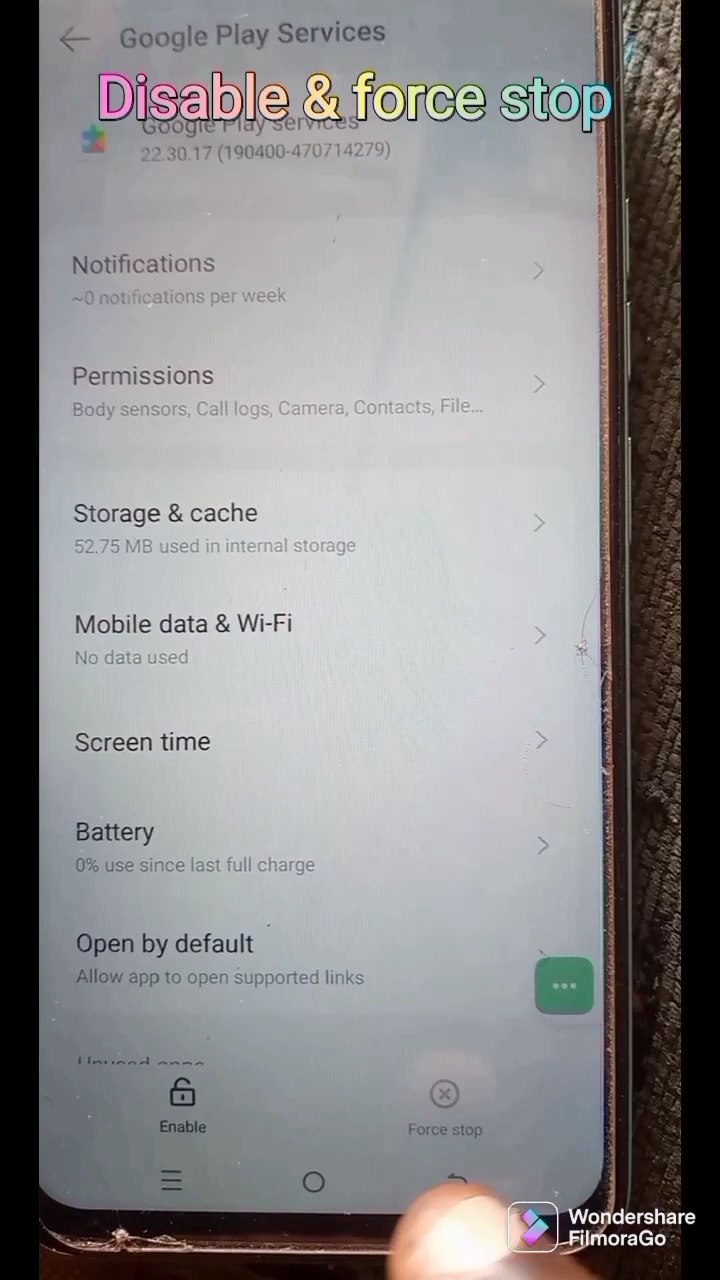 Google Play Services
Disable & force stop
Google Play services
22.30.17 (190400-470714279)
Notifications
~0 notifications per week
Permissions
Body sensors, Call logs, Camera, Contacts, File...
Storage & cache
52.75 MB used in internal storage
Mobile data & Wi-Fi
No data used
Screen time
Battery
0% use since last full charge
Open by default
Allow app to open supported links
Enable
Force stop
Wondershare
FilmoraGo